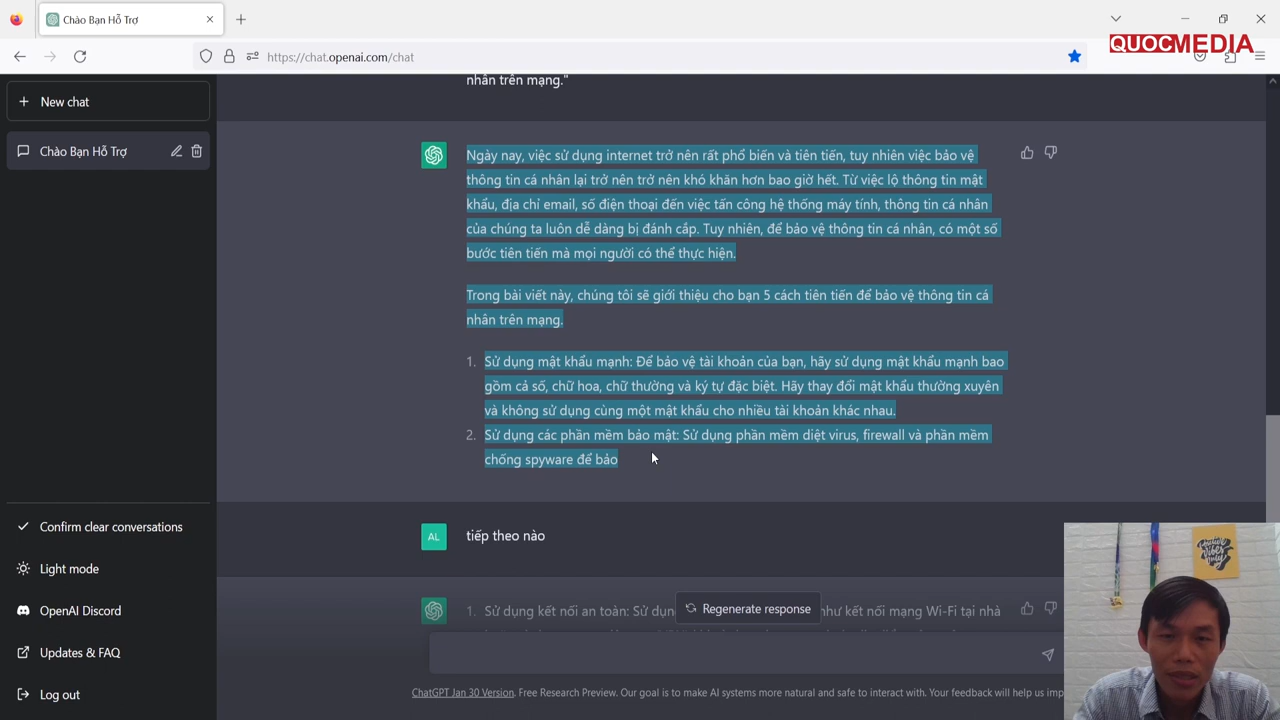 Chào Bạn Hỗ Trợ
https://chat.openai.com/chat
QUOCMEDIA
New chat
Chào Bạn Hỗ Trợ
nhân trên mạng."
Ngày nay, việc sử dụng internet trở nên rất phổ biến và tiên tiến, tuy nhiên việc bảo vệ
thông tin cá nhân lại trở nên trở nên khó khăn hơn bao giờ hết. Từ việc lộ thông tin mật
khẩu, địa chỉ email, số điện thoại đến việc tấn công hệ thống máy tính, thông tin cá nhân
của chúng ta luôn dễ dàng bị đánh cắp. Tuy nhiên, để bảo vệ thông tin cá nhân, có một số
bước tiên tiến mà mọi người có thể thực hiện.
Trong bài viết này, chúng tôi sẽ giới thiệu cho bạn 5 cách tiên tiến để bảo vệ thông tin cá
nhân trên mạng.
1. Sử dụng mật khẩu mạnh: Để bảo vệ tài khoản của bạn, hãy sử dụng mật khẩu mạnh bao
gồm cả số, chữ hoa, chữ thường và ký tự đặc biệt. Hãy thay đổi mật khẩu thường xuyên
và không sử dụng cùng một mật khẩu cho nhiều tài khoản khác nhau.
2. Sử dụng các phần mềm bảo mật: Sử dụng phần mềm diệt virus, firewall và phần mềm
chống spyware để bảo
AL tiếp theo nào
1. Sử dụng kết nối an toàn: Sử dụng như kết nối mạng Wi-Fi tại nhà
Regenerate response
Confirm clear conversations
Light mode
OpenAI Discord
Updates & FAQ
Log out
ChatGPT Jan 30 Version. Free Research Preview. Our goal is to make AI systems more natural and safe to interact with. Your feedback will help us